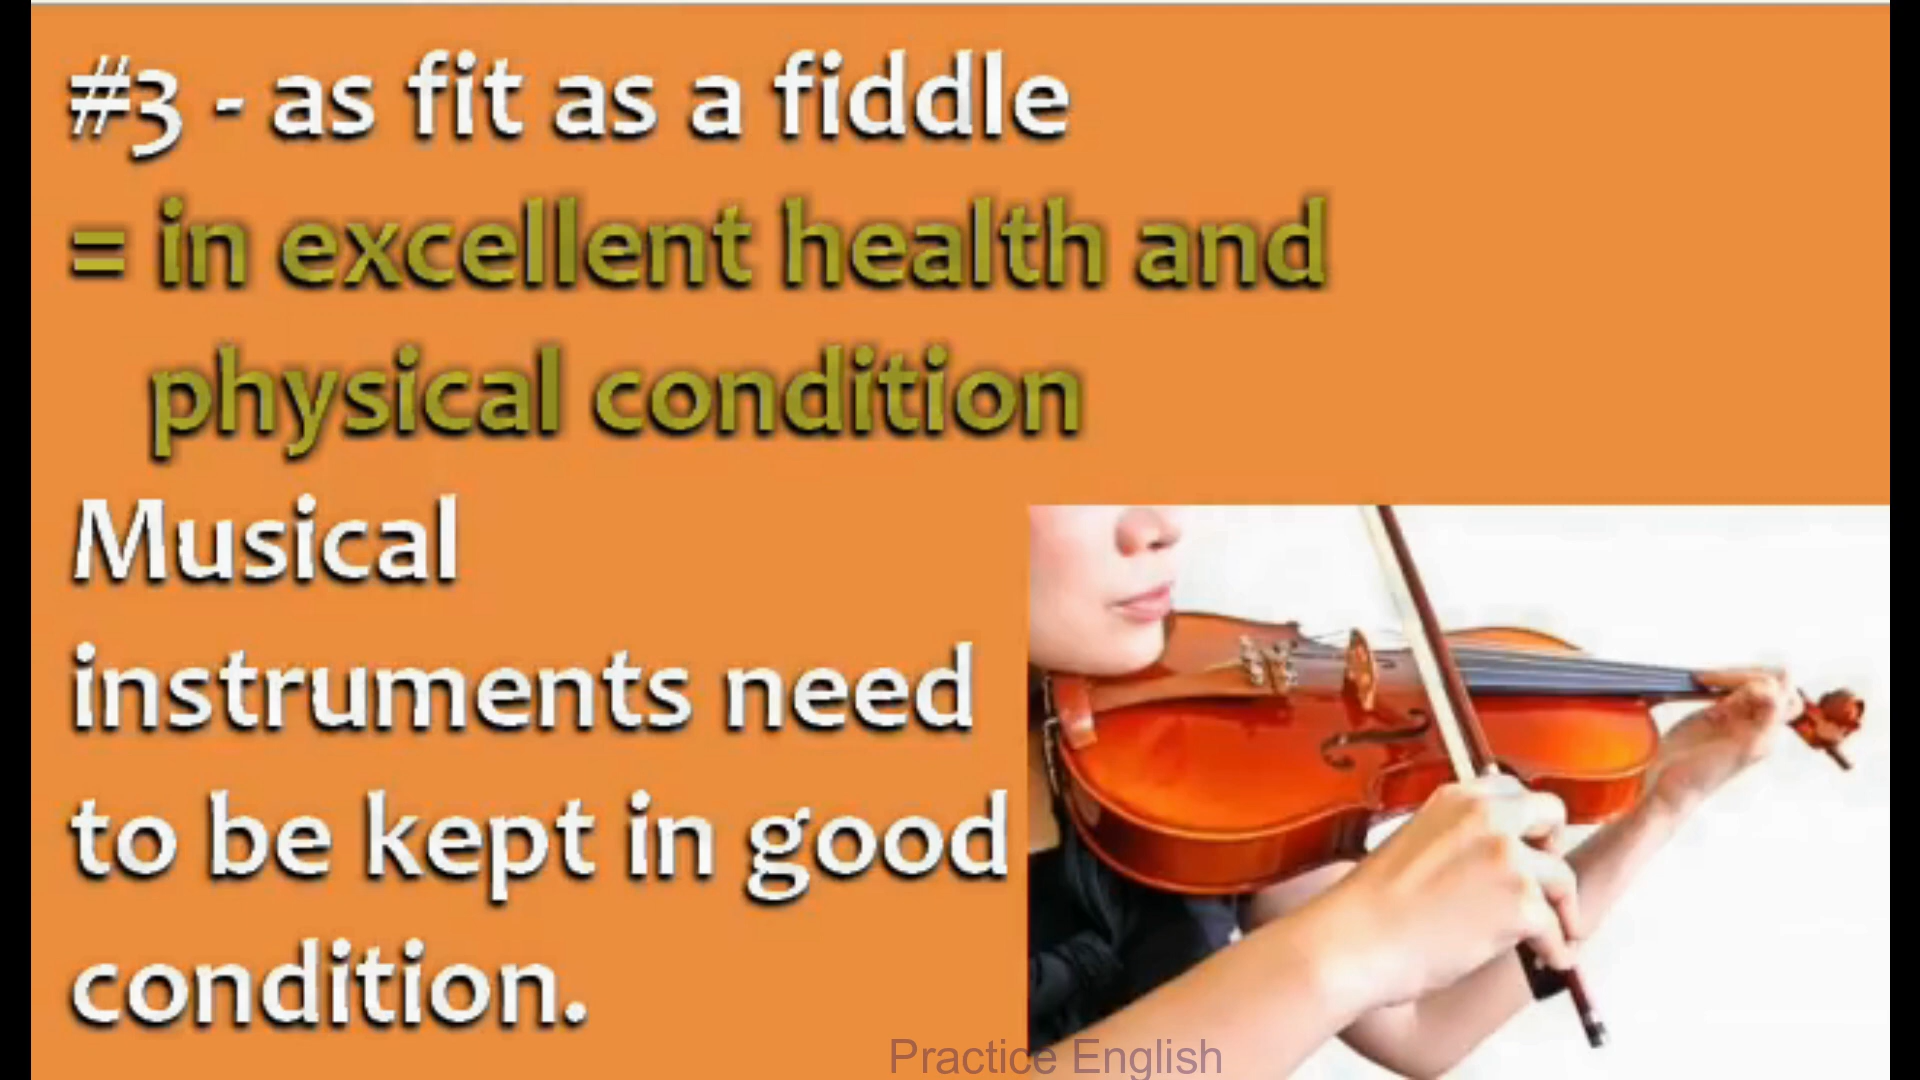 #3 - as fit as a fiddle
= in excellent health and
physical condition
Musical
instruments need
to be kept in good
condition.
Practice English